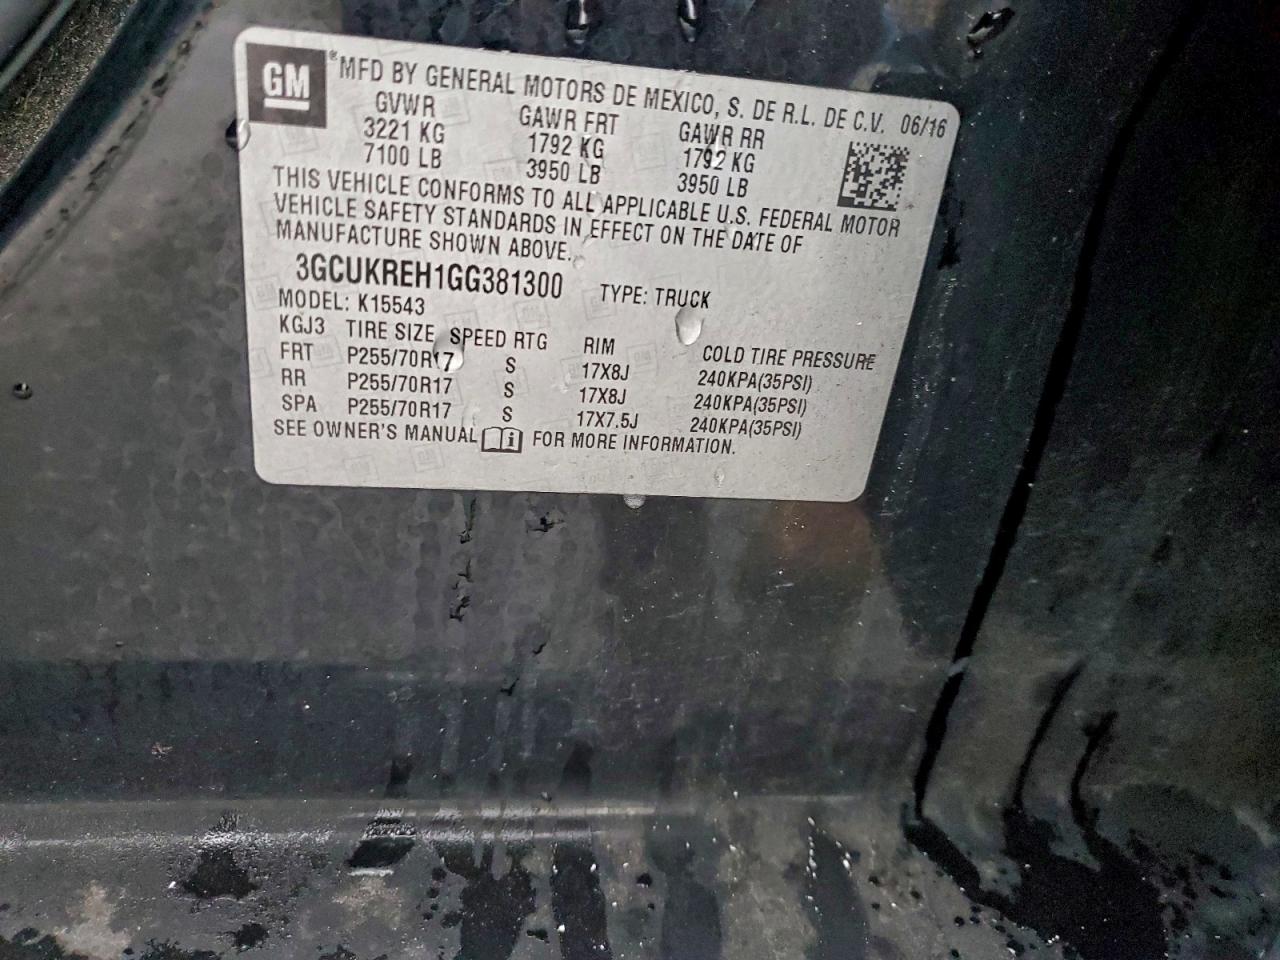 GM *MFD BY GENERAL MOTORS DE MEXICO, S. DE R.L. DE C.V. 06/16
GVWR GAWR FRT GAWR RR
3221 KG 1792 KG 1792 KG
7100 LB 3950 LB 3950 LB
THIS VEHICLE CONFORMS TO ALL APPLICABLE U.S. FEDERAL MOTOR
VEHICLE SAFETY STANDARDS IN EFFECT ON THE DATE OF
MANUFACTURE SHOWN ABOVE.
3GCUKREH1GG381300 TYPE: TRUCK
MODEL: K15543
KGJ3 TIRE SIZE SPEED RTG RIM COLD TIRE PRESSURE
FRT P255/70R17 S 17X8J 240KPA(35PSI)
RR P255/70R17 S 17X8J 240KPA(35PSI)
SPA P255/70R17 S 17X7.5J 240KPA(35PSI)
SEE OWNER'S MANUAL i FOR MORE INFORMATION.